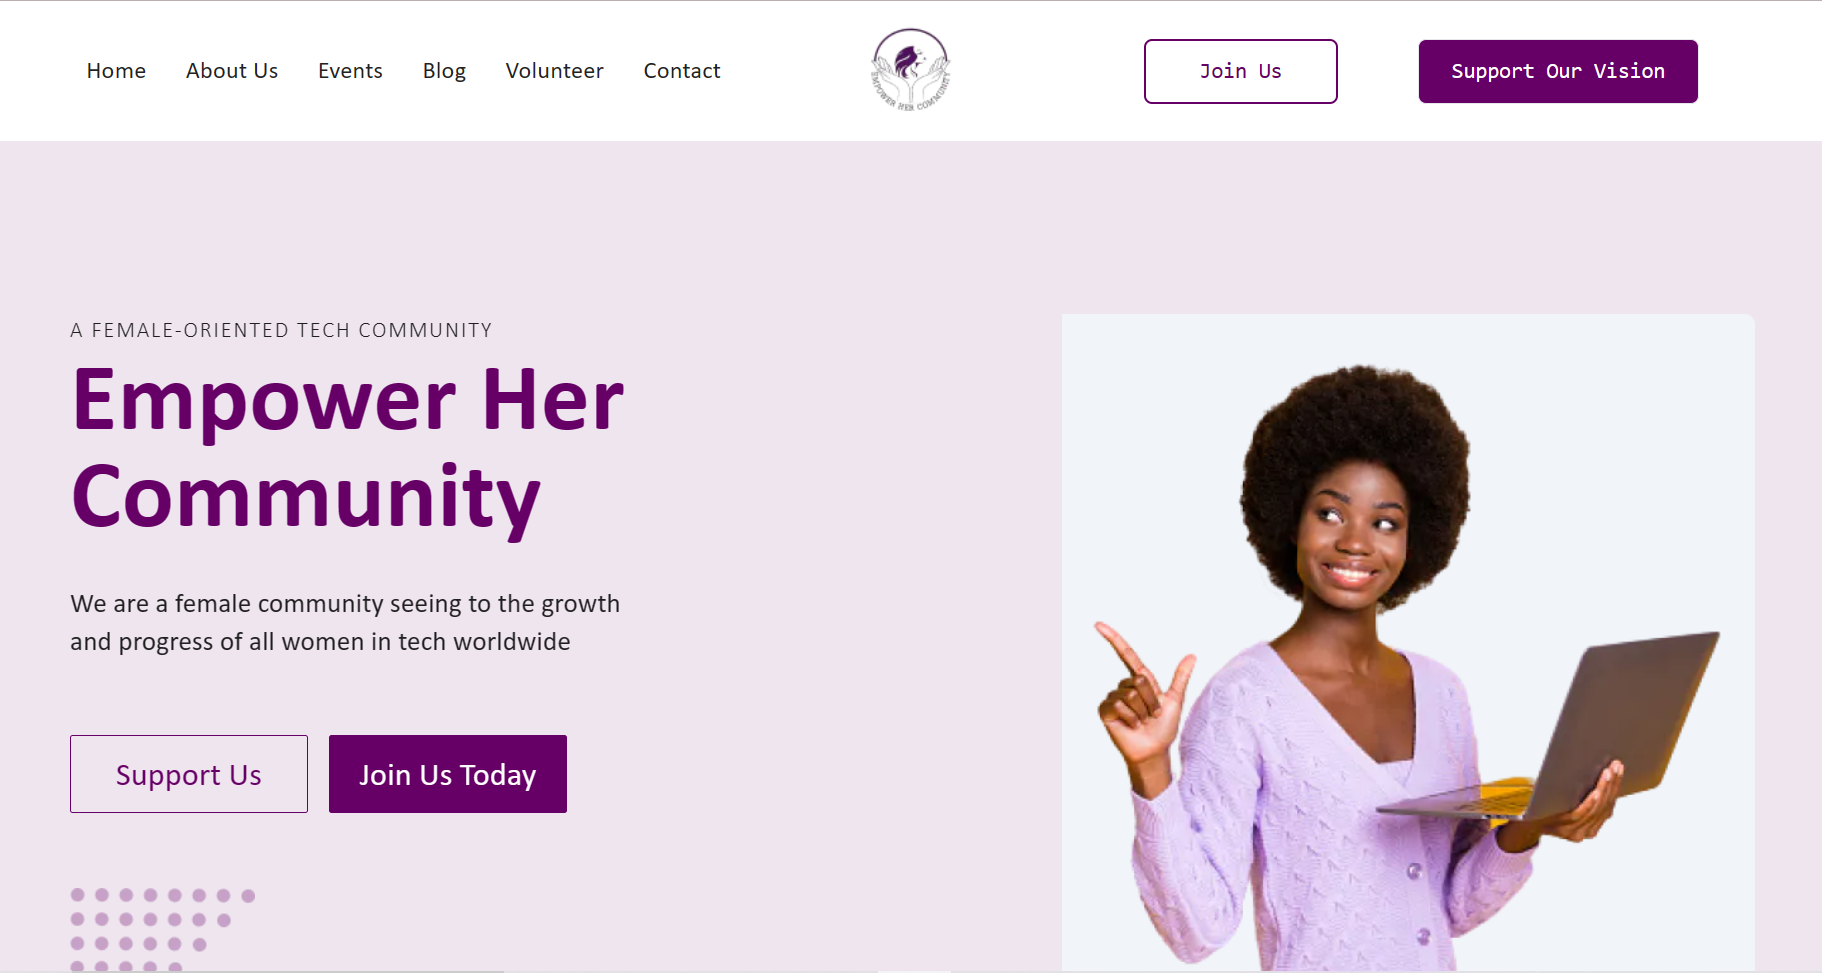 Home About Us Events Blog Volunteer Contact
EMPOWER HER COMMUNITY
Join Us
Support Our Vision
A FEMALE-ORIENTED TECH COMMUNITY
Empower Her
Community
We are a female community seeing to the growth
and progress of all women in tech worldwide
Support Us
Join Us Today